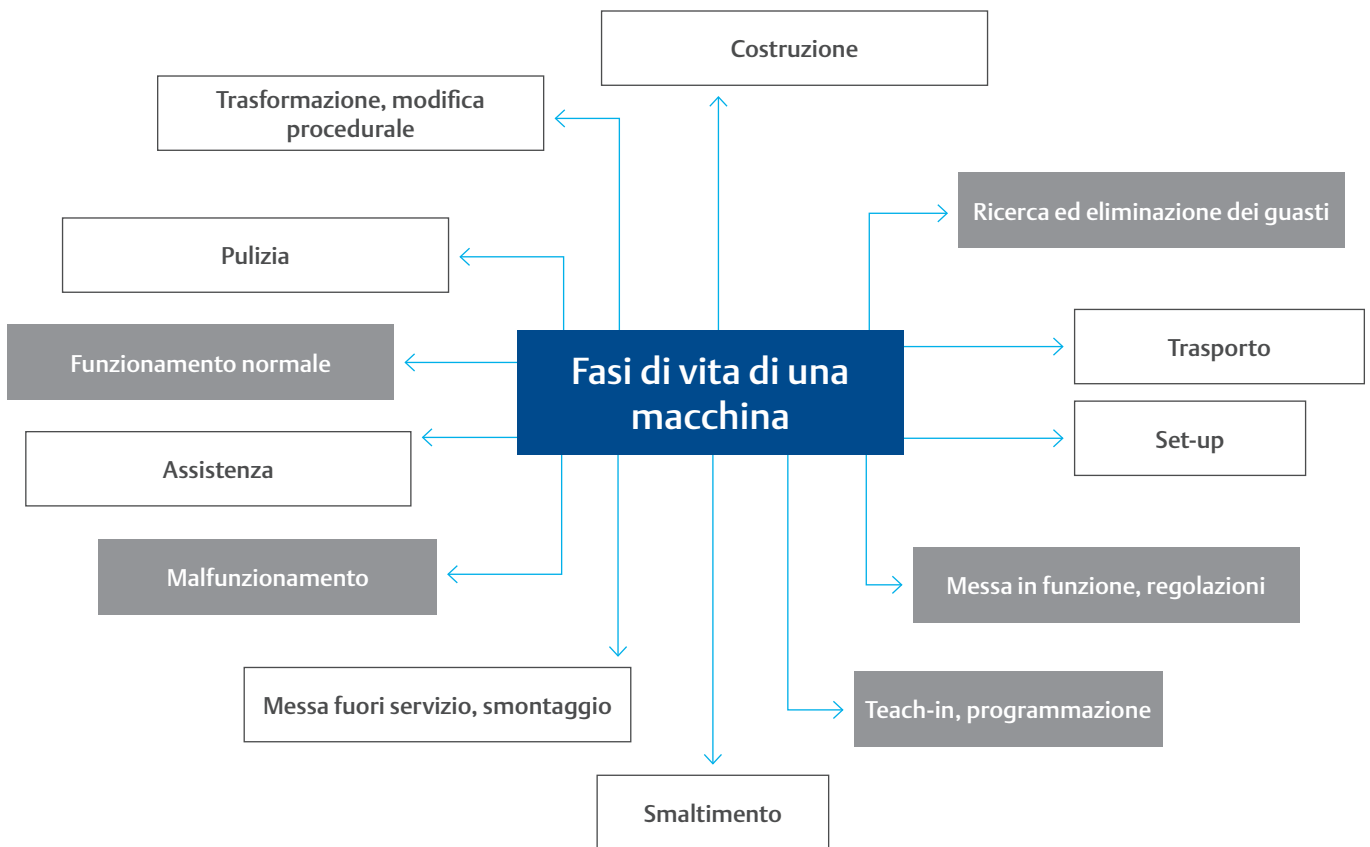 Costruzione
Trasformazione, modifica
procedurale
Ricerca ed eliminazione dei guasti
Pulizia
Trasporto
Funzionamento normale
Fasi di vita di una
macchina
Set-up
Assistenza
Malfunzionamento
Messa in funzione, regolazioni
Messa fuori servizio, smontaggio
Teach-in, programmazione
Smaltimento